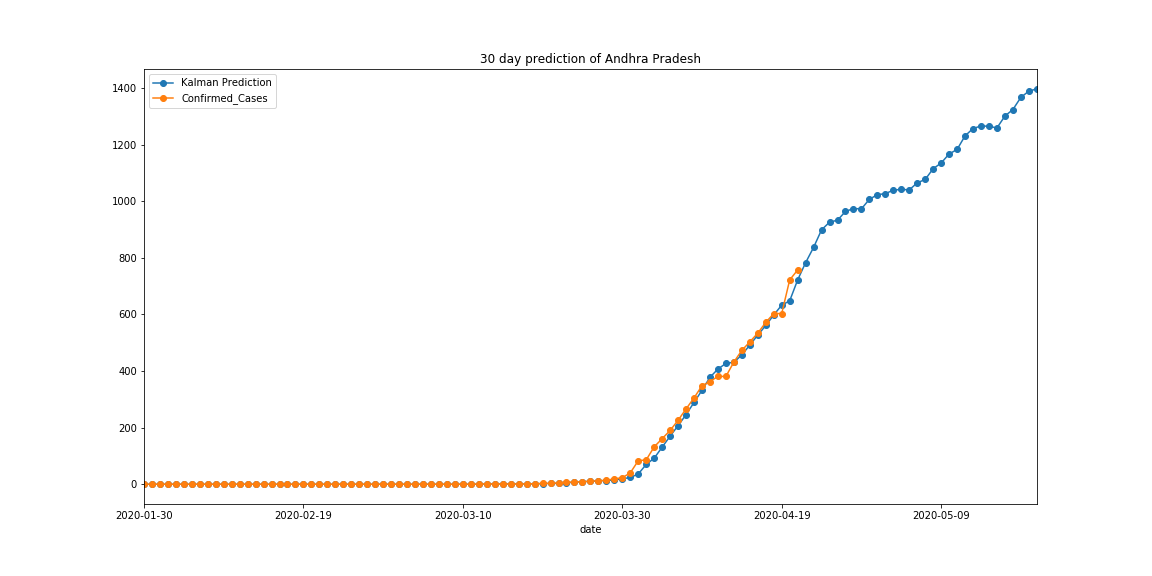 30 day prediction of Andhra Pradesh
Kalman Prediction
Confirmed_Cases
1400
1200
1000
800
600
400
200
0
2020-01-30 2020-02-19 2020-03-10 2020-03-30 2020-04-19 2020-05-09
date